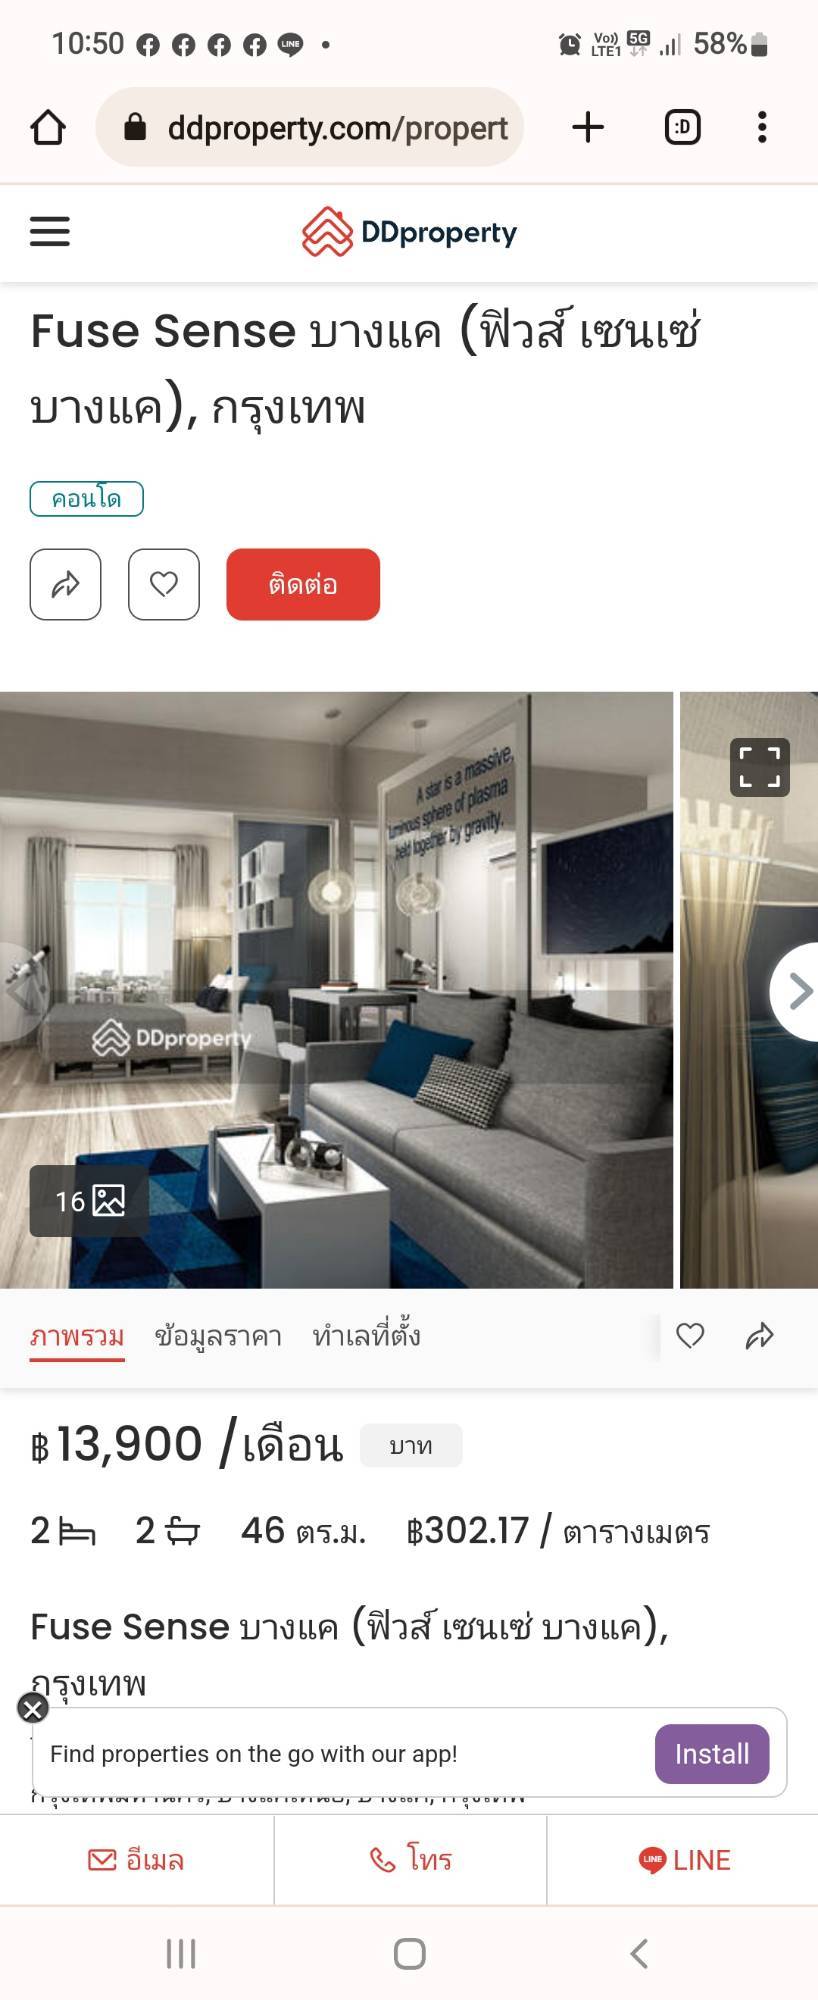 10:50
LINE
Vo)) LTE1 5G 58%
ddproperty.com/propert
:D
DDproperty
Fuse Sense บางแค (ฟิวส์ เซนเซ่
บางแค), กรุงเทพ
คอนโด
ติดต่อ
A star is a massive,
luminous sphere of plasma
held together by gravity.
DDproperty
16
ภาพรวม ข้อมูลราคา ทำเลที่ตั้ง
฿13,900 /เดือน บาท
2 2 46 ตร.ม. ฿302.17 / ตารางเมตร
Fuse Sense บางแค (ฟิวส์ เซนเซ่ บางแค),
กรุงเทพ
Find properties on the go with our app!
Install
อีเมล โทร LINE LINE